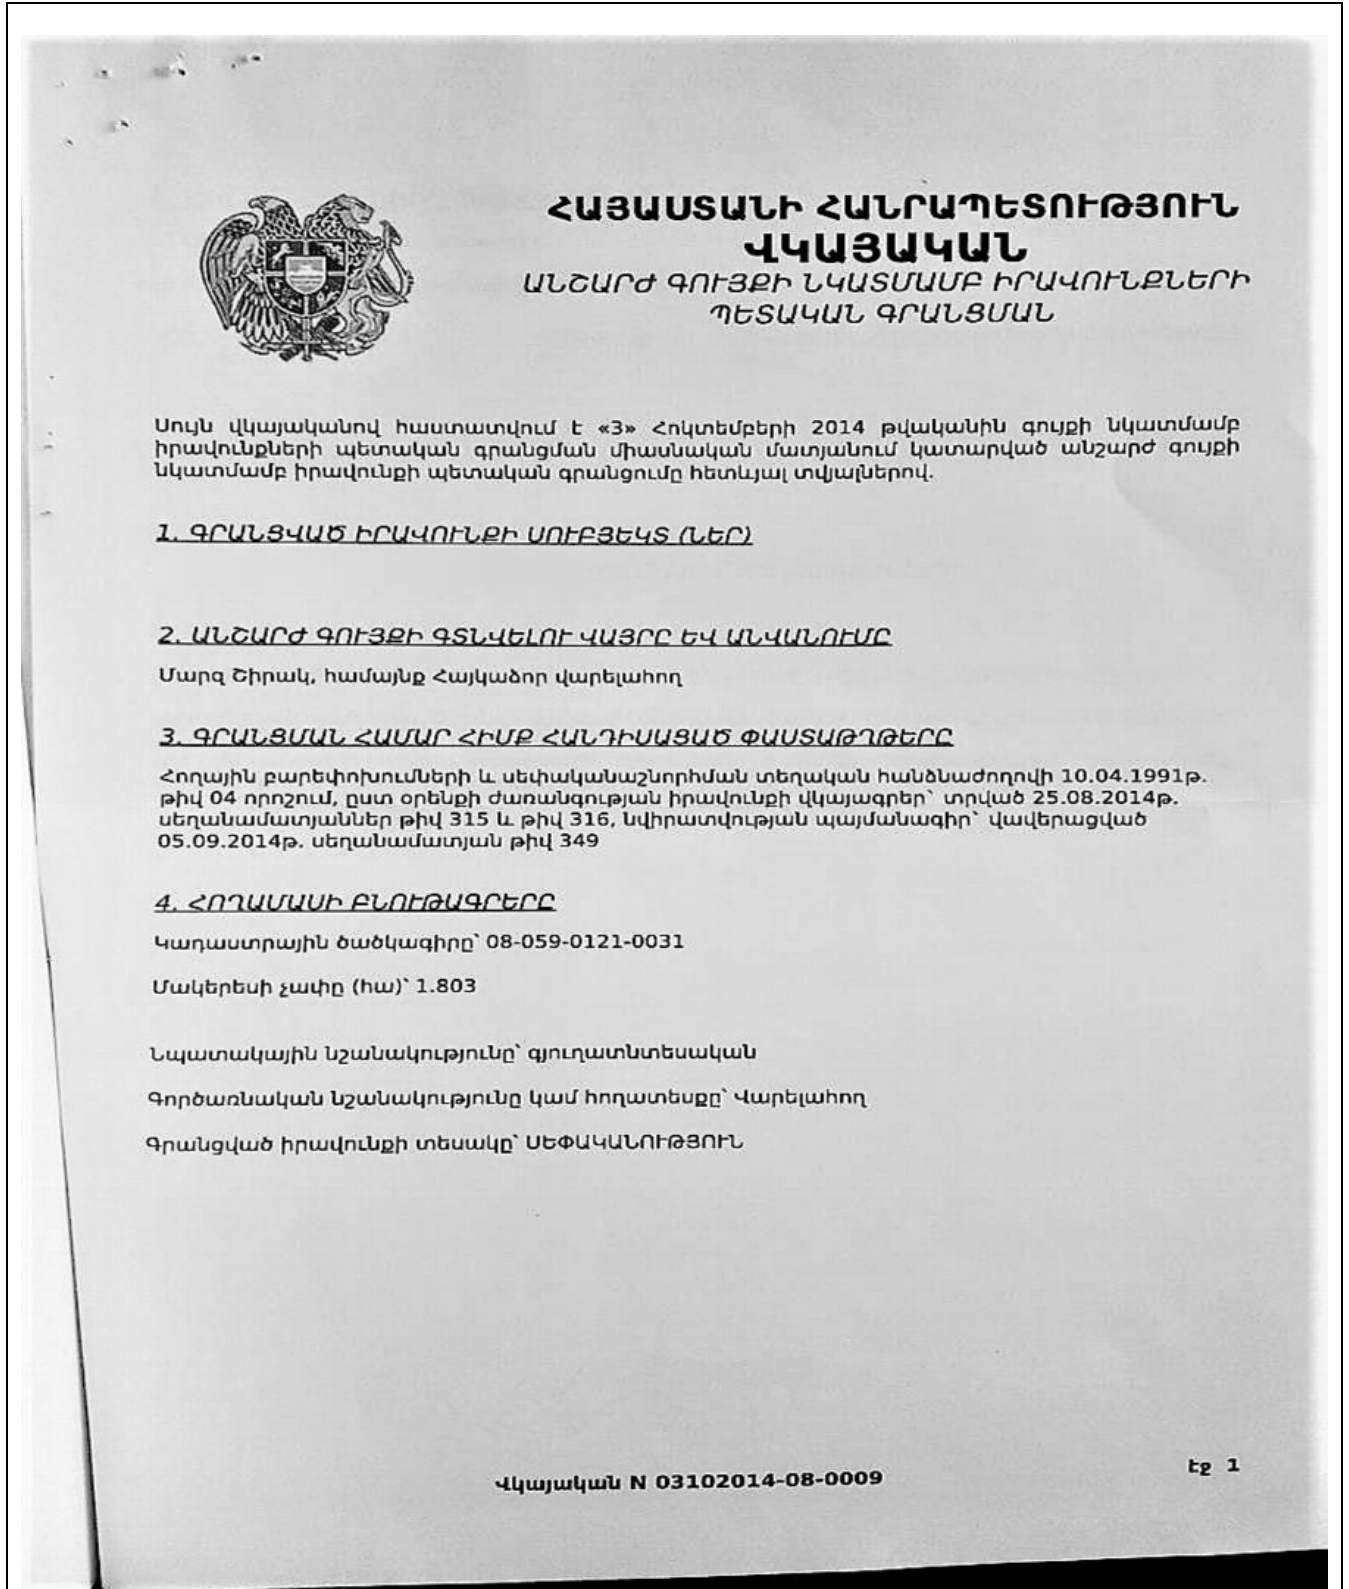 ՀԱՅԱՍՏԱՆԻ ՀԱՆՐԱՊԵՏՈՒԹՅՈՒՆ
ՎԿԱՅԱԿԱՆ
ԱՆՇԱՐԺ ԳՈՒՅՔԻ ՆԿԱՏՄԱՄԲ ԻՐԱՎՈՒՆՔՆԵՐԻ
ՊԵՏԱԿԱՆ ԳՐԱՆՑՄԱՆ
Սույն վկայականով հաստատվում է «3» Հոկտեմբերի 2014 թվականին գույքի նկատմամբ
իրավունքների պետական գրանցման միասնական մատյանում կատարված անշարժ գույքի
նկատմամբ իրավունքի պետական գրանցումը հետևյալ տվյալներով.
1. ԳՐԱՆՑՎԱԾ ԻՐԱՎՈՒՆՔԻ ՍՈՒԲՅԵԿՏ (ՆԵՐ)
2. ԱՆՇԱՐԺ ԳՈՒՅՔԻ ԳՏՆՎԵԼՈՒ ՎԱՅՐԸ ԵՎ ԱՆՎԱՆՈՒՄԸ
Մարզ Շիրակ, համայնք Հայկաձոր վարելահող
3. ԳՐԱՆՑՄԱՆ ՀԱՄԱՐ ՀԻՄՔ ՀԱՆԴԻՍԱՑԱԾ ՓԱՍՏԱԹՂԹԵՐԸ
Հողային բարեփոխումների և սեփականաշնորհման տեղական հանձնաժողովի 10.04.1991թ.
թիվ 04 որոշում, ըստ օրենքի ժառանգության իրավունքի վկայագրեր՝ տրված 25.08.2014թ.
սեղանամատյաններ թիվ 315 և թիվ 316, նվիրատվության պայմանագիր՝ վավերացված
05.09.2014թ. սեղանամատյան թիվ 349
4. ՀՈՂԱՄԱՍԻ ԲՆՈՒԹԱԳՐԵՐԸ
Կադաստրային ծածկագիրը՝ 08-059-0121-0031
Մակերեսի չափը (հա)՝ 1.803
Նպատակային նշանակությունը՝ գյուղատնտեսական
Գործառնական նշանակությունը կամ հողատեսքը՝ Վարելահող
Գրանցված իրավունքի տեսակը՝ ՍԵՓԱԿԱՆՈՒԹՅՈՒՆ
Վկայական N 03102014-08-0009
Էջ 1